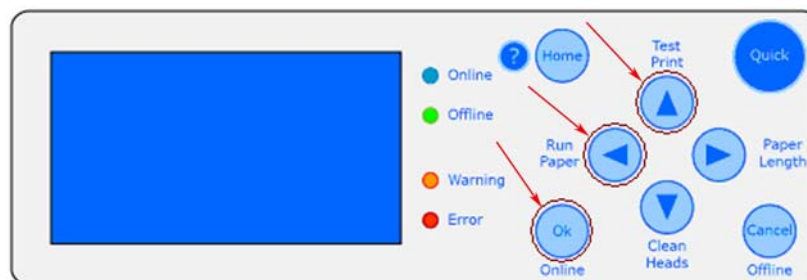 ?
Home
Test
Print
Quick
Online
Offline
Run
Paper
Paper
Length
Warning
Error
Ok
Online
Clean
Heads
Cancel
Offline